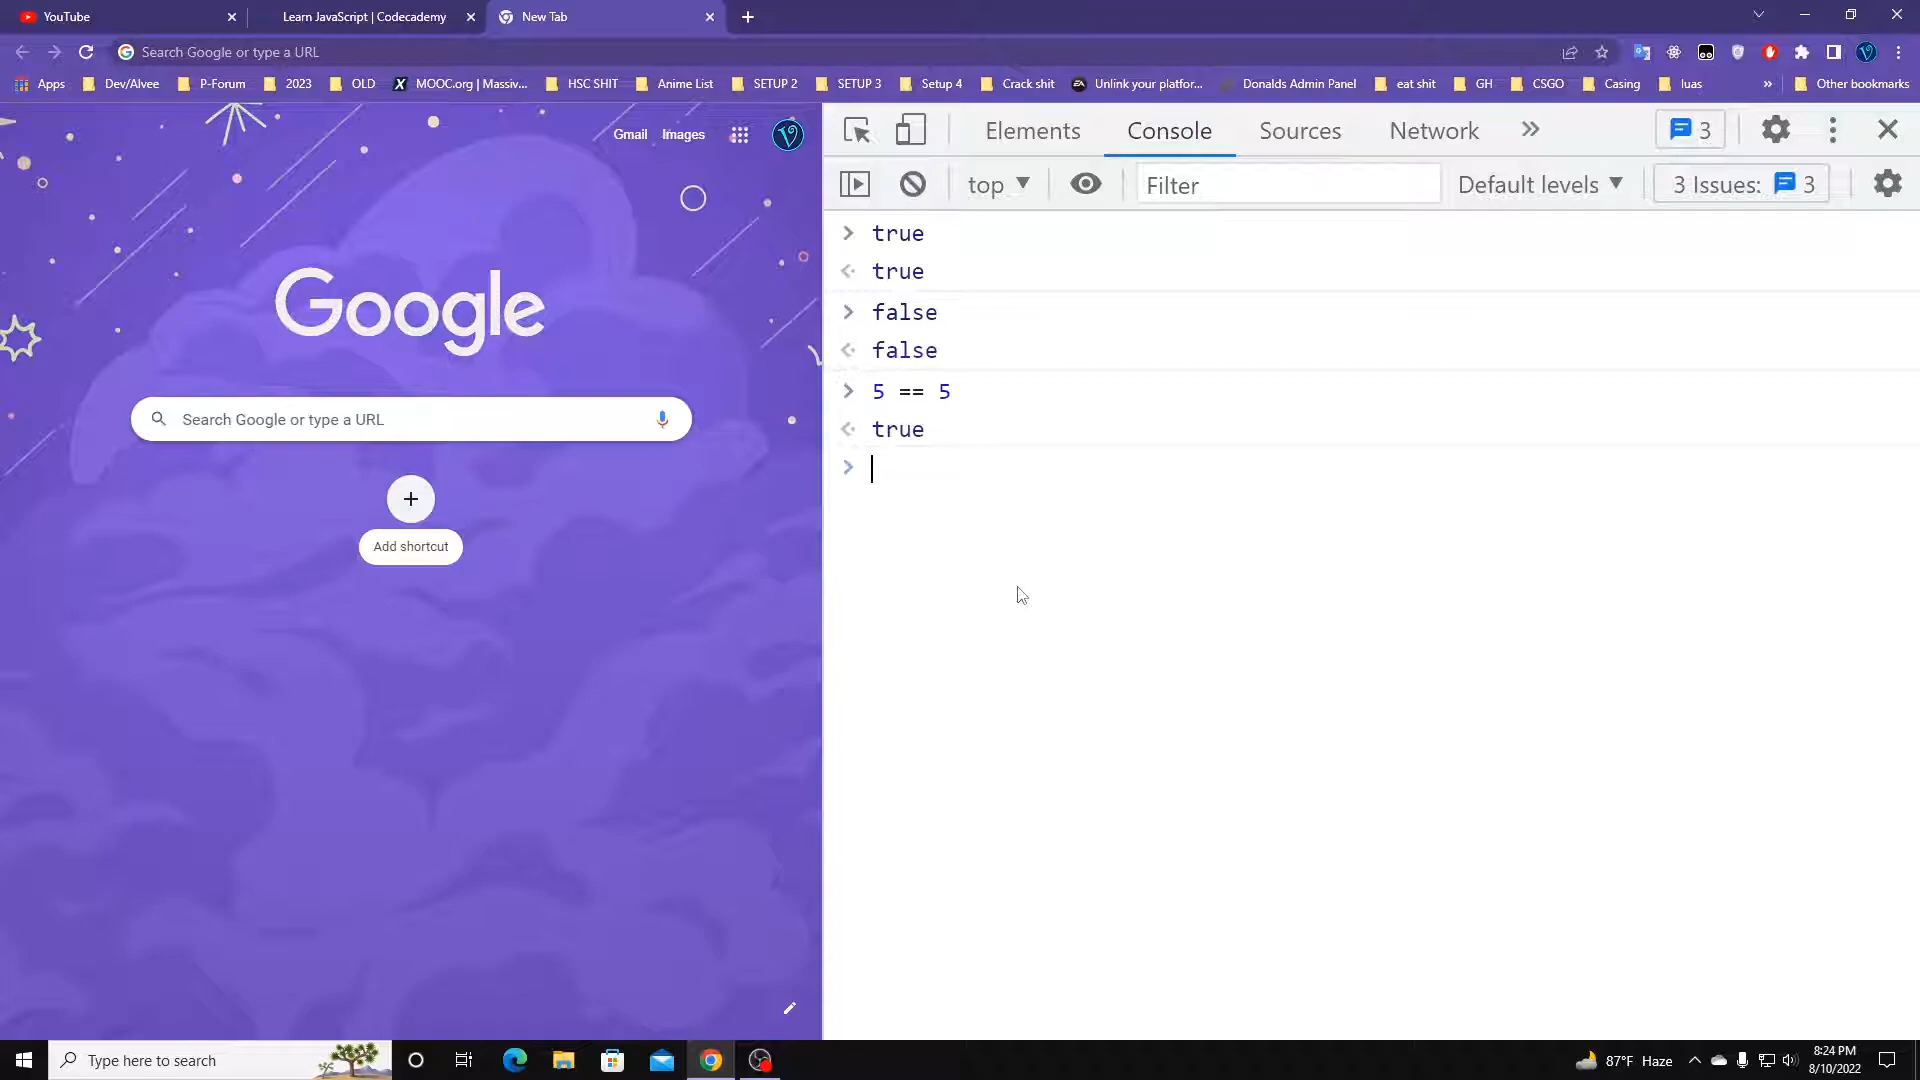 YouTube
Learn JavaScript | Codecademy
New Tab
Search Google or type a URL
Apps Dev/Alvee P-Forum 2023 OLD MOOC.org | Massiv... HSC SHIT Anime List SETUP 2 SETUP 3 Setup 4 Crack shit Unlink your platfor... Donalds Admin Panel eat shit GH CSGO Casing luas » Other bookmarks
Gmail Images
Google
Search Google or type a URL
Add shortcut
Elements Console Sources Network » 3
top Filter Default levels 3 Issues: 3
> true
true
> false
false
> 5 == 5
true
>
Type here to search
87°F Haze
8:24 PM
8/10/2022